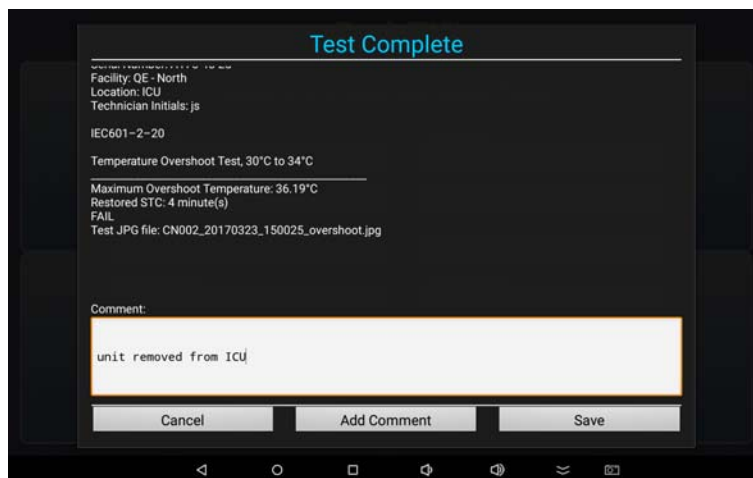 Test Complete
Facility: QE - North
Location: ICU
Technician Initials: js
IEC601-2-20
Temperature Overshoot Test, 30°C to 34°C
Maximum Overshoot Temperature: 36.19°C
Restored STC: 4 minute(s)
FAIL
Test JPG file: CN002_20170323_150025_overshoot.jpg
Comment:
unit removed from ICU
Cancel
Add Comment
Save